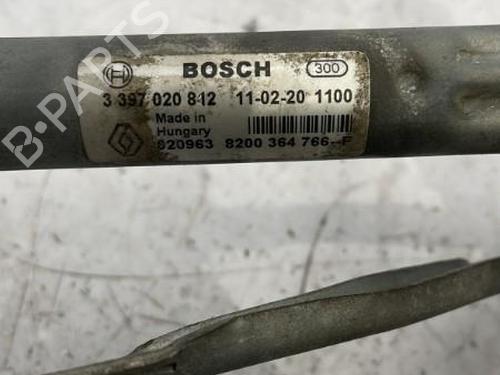 BOSCH 300
3 397 020 812 11-02-20 1100
Made in
Hungary
820963 8200 364 766--F
B-PARTS